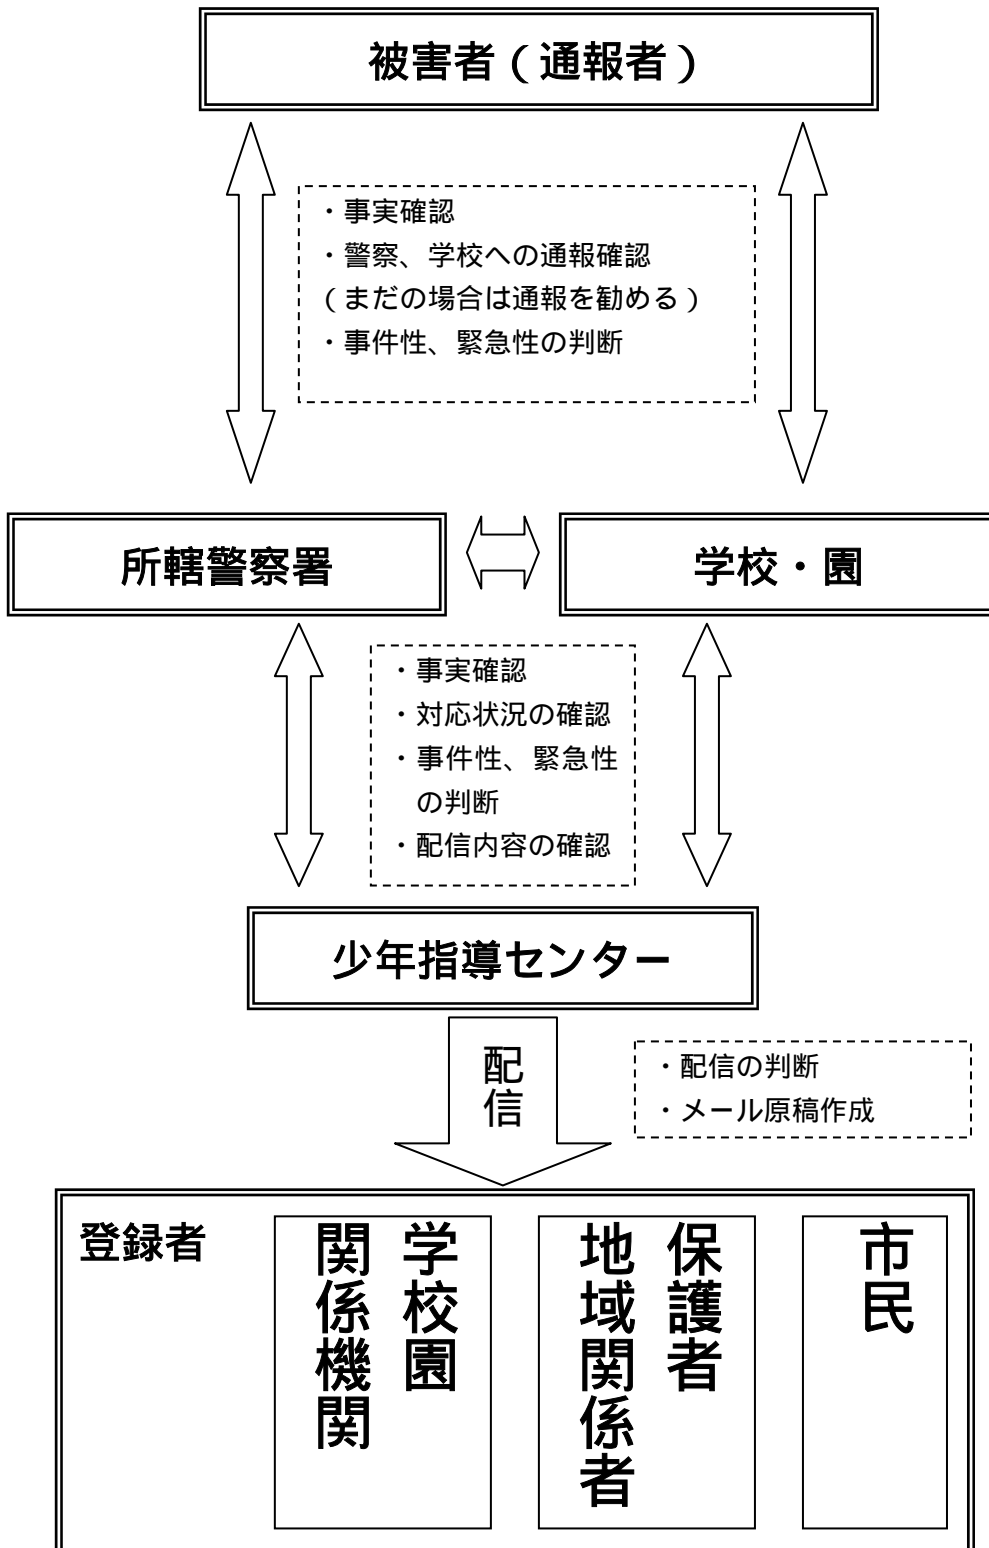 被害者（通報者）
・事実確認
・警察、学校への通報確認
（まだの場合は通報を勧める）
・事件性、緊急性の判断
所轄警察署
学校・園
・事実確認
・対応状況の確認
・事件性、緊急性
の判断
・配信内容の確認
少年指導センター
配信
・配信の判断
・メール原稿作成
登録者
学校園
関係機関
保護者
地域関係者
市民